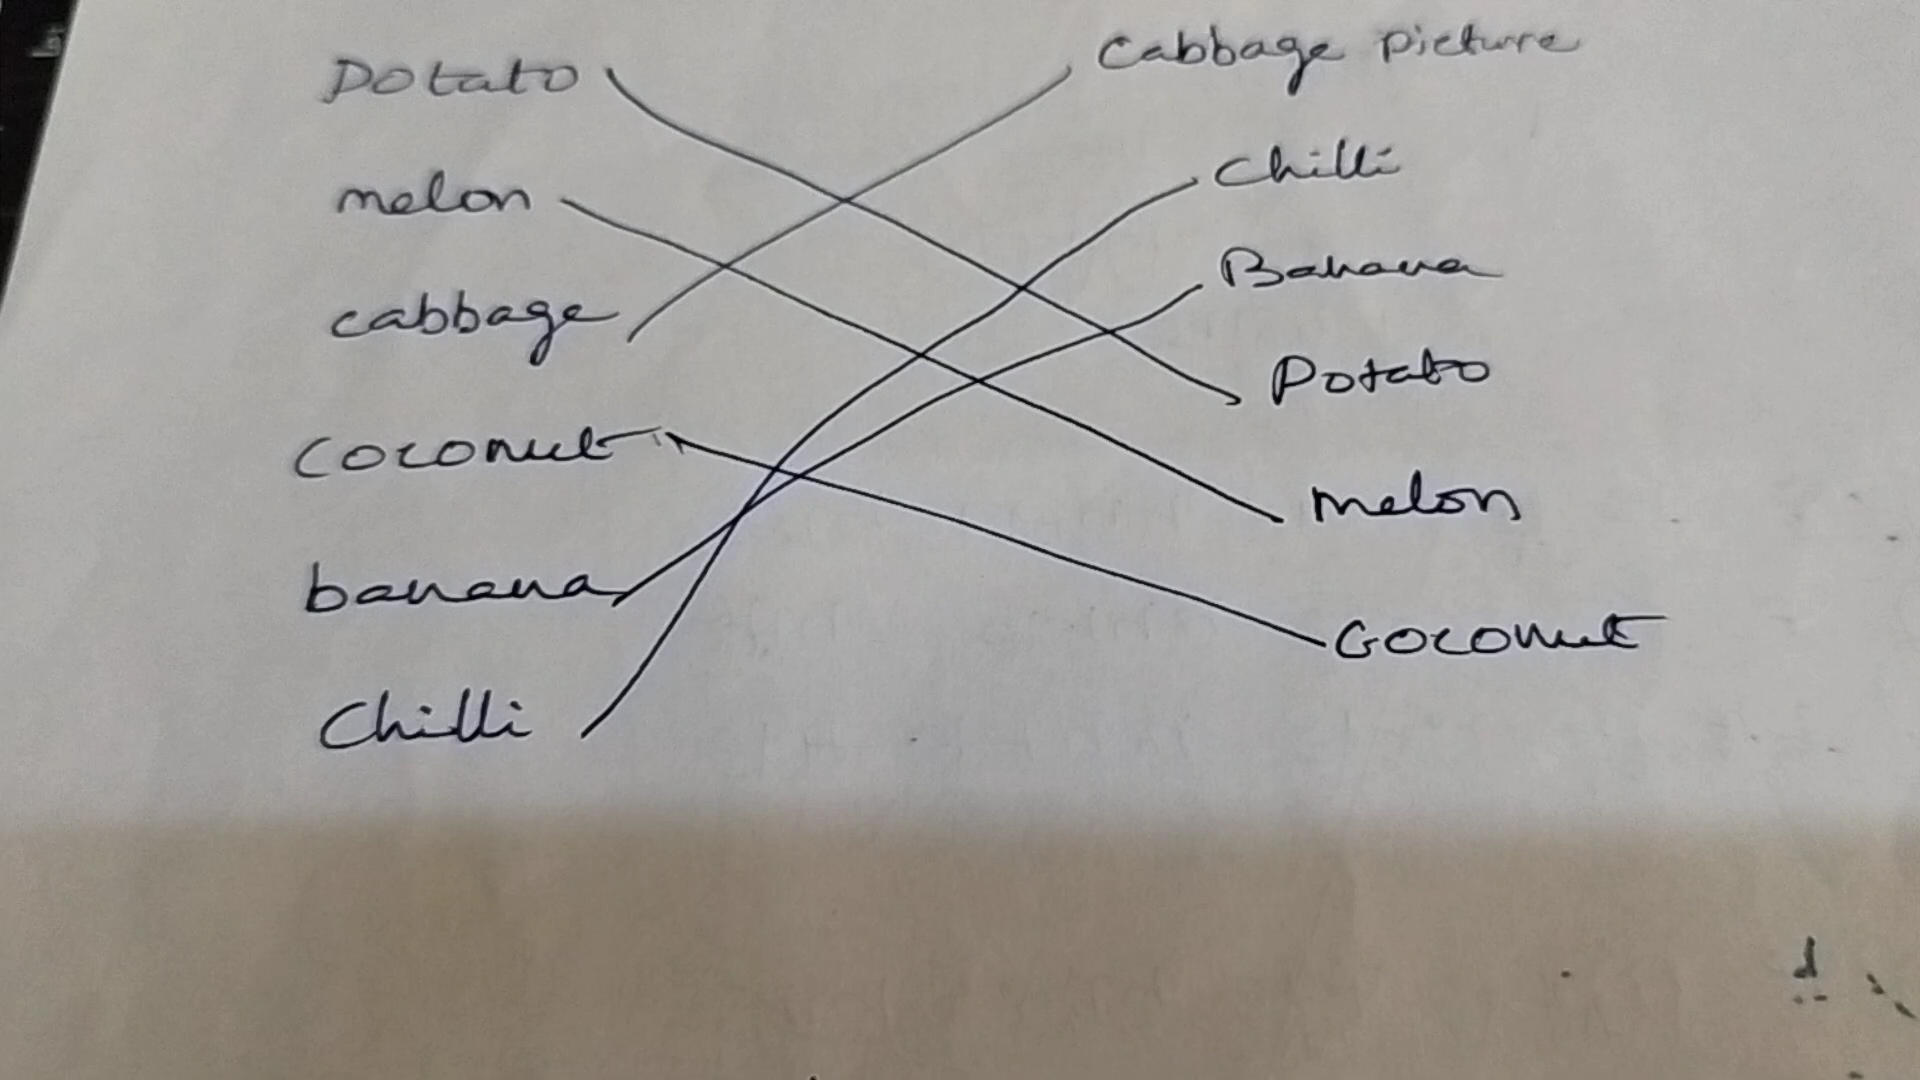 Potato
melon
cabbage
coconut
banana
Chilli
Cabbage picture
Chilli
Banana
Potato
Melon
Coconut